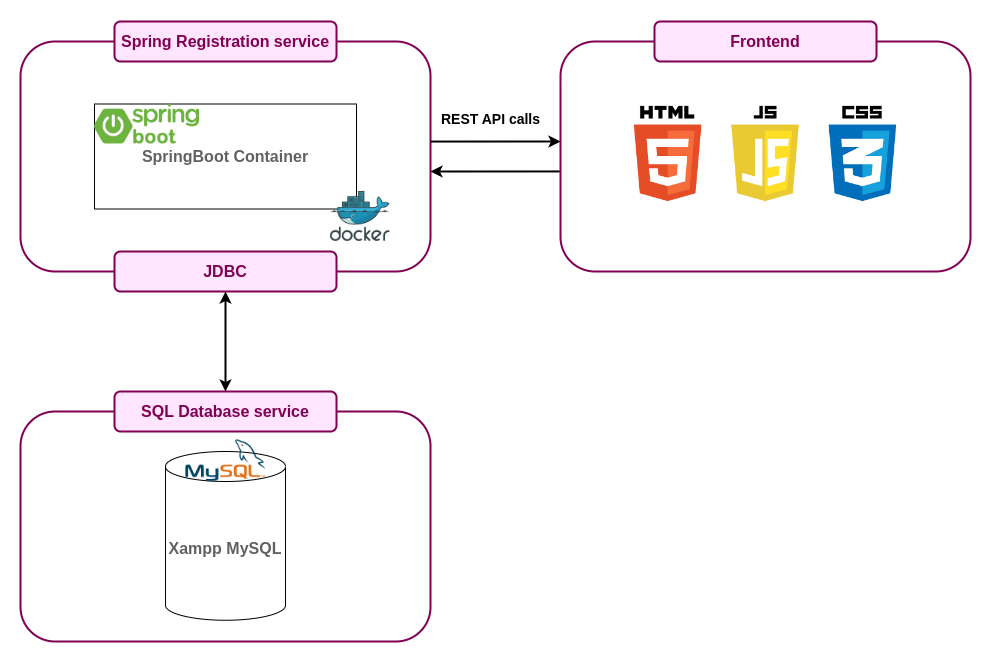 Spring Registration service
Frontend
spring
boot
SpringBoot Container
docker
REST API calls
HTML
5
JS
JS
CSS
3
JDBC
SQL Database service
MySQL
Xampp MySQL